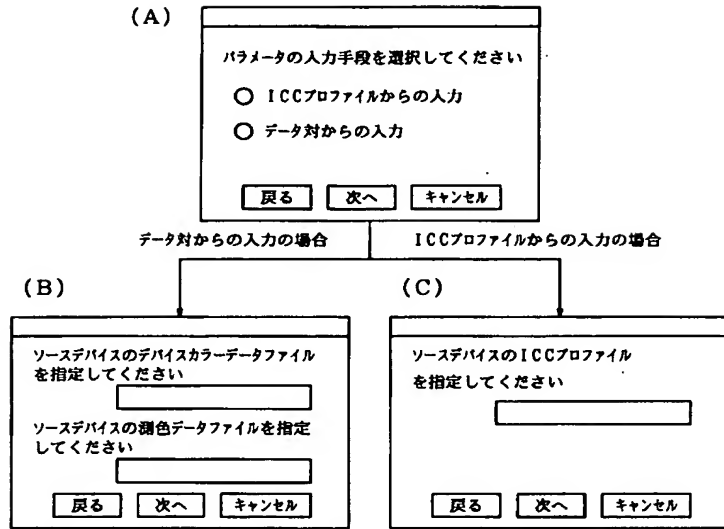 (A)
パラメータの入力手段を選択してください
○ ICCプロファイルからの入力
○ データ対からの入力
戻る 次へ キャンセル
データ対からの入力の場合 ICCプロファイルからの入力の場合
(B) (C)
ソースデバイスのデバイスカラーデータファイル
を指定してください
ソースデバイスの測色データファイルを指定
してください
戻る 次へ キャンセル
ソースデバイスのICCプロファイル
を指定してください
戻る 次へ キャンセル